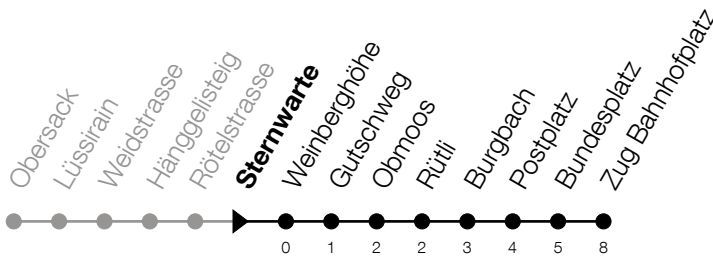 Obersack
Lüssirain
Weidstrasse
Hänggelisteig
Rötelstrasse
Sternwarte
Weinberghöhe
Gutschweg
Obmoos
Rütli
Burgbach
Postplatz
Bundesplatz
Zug Bahnhofplatz
0 1 2 2 3 4 5 8